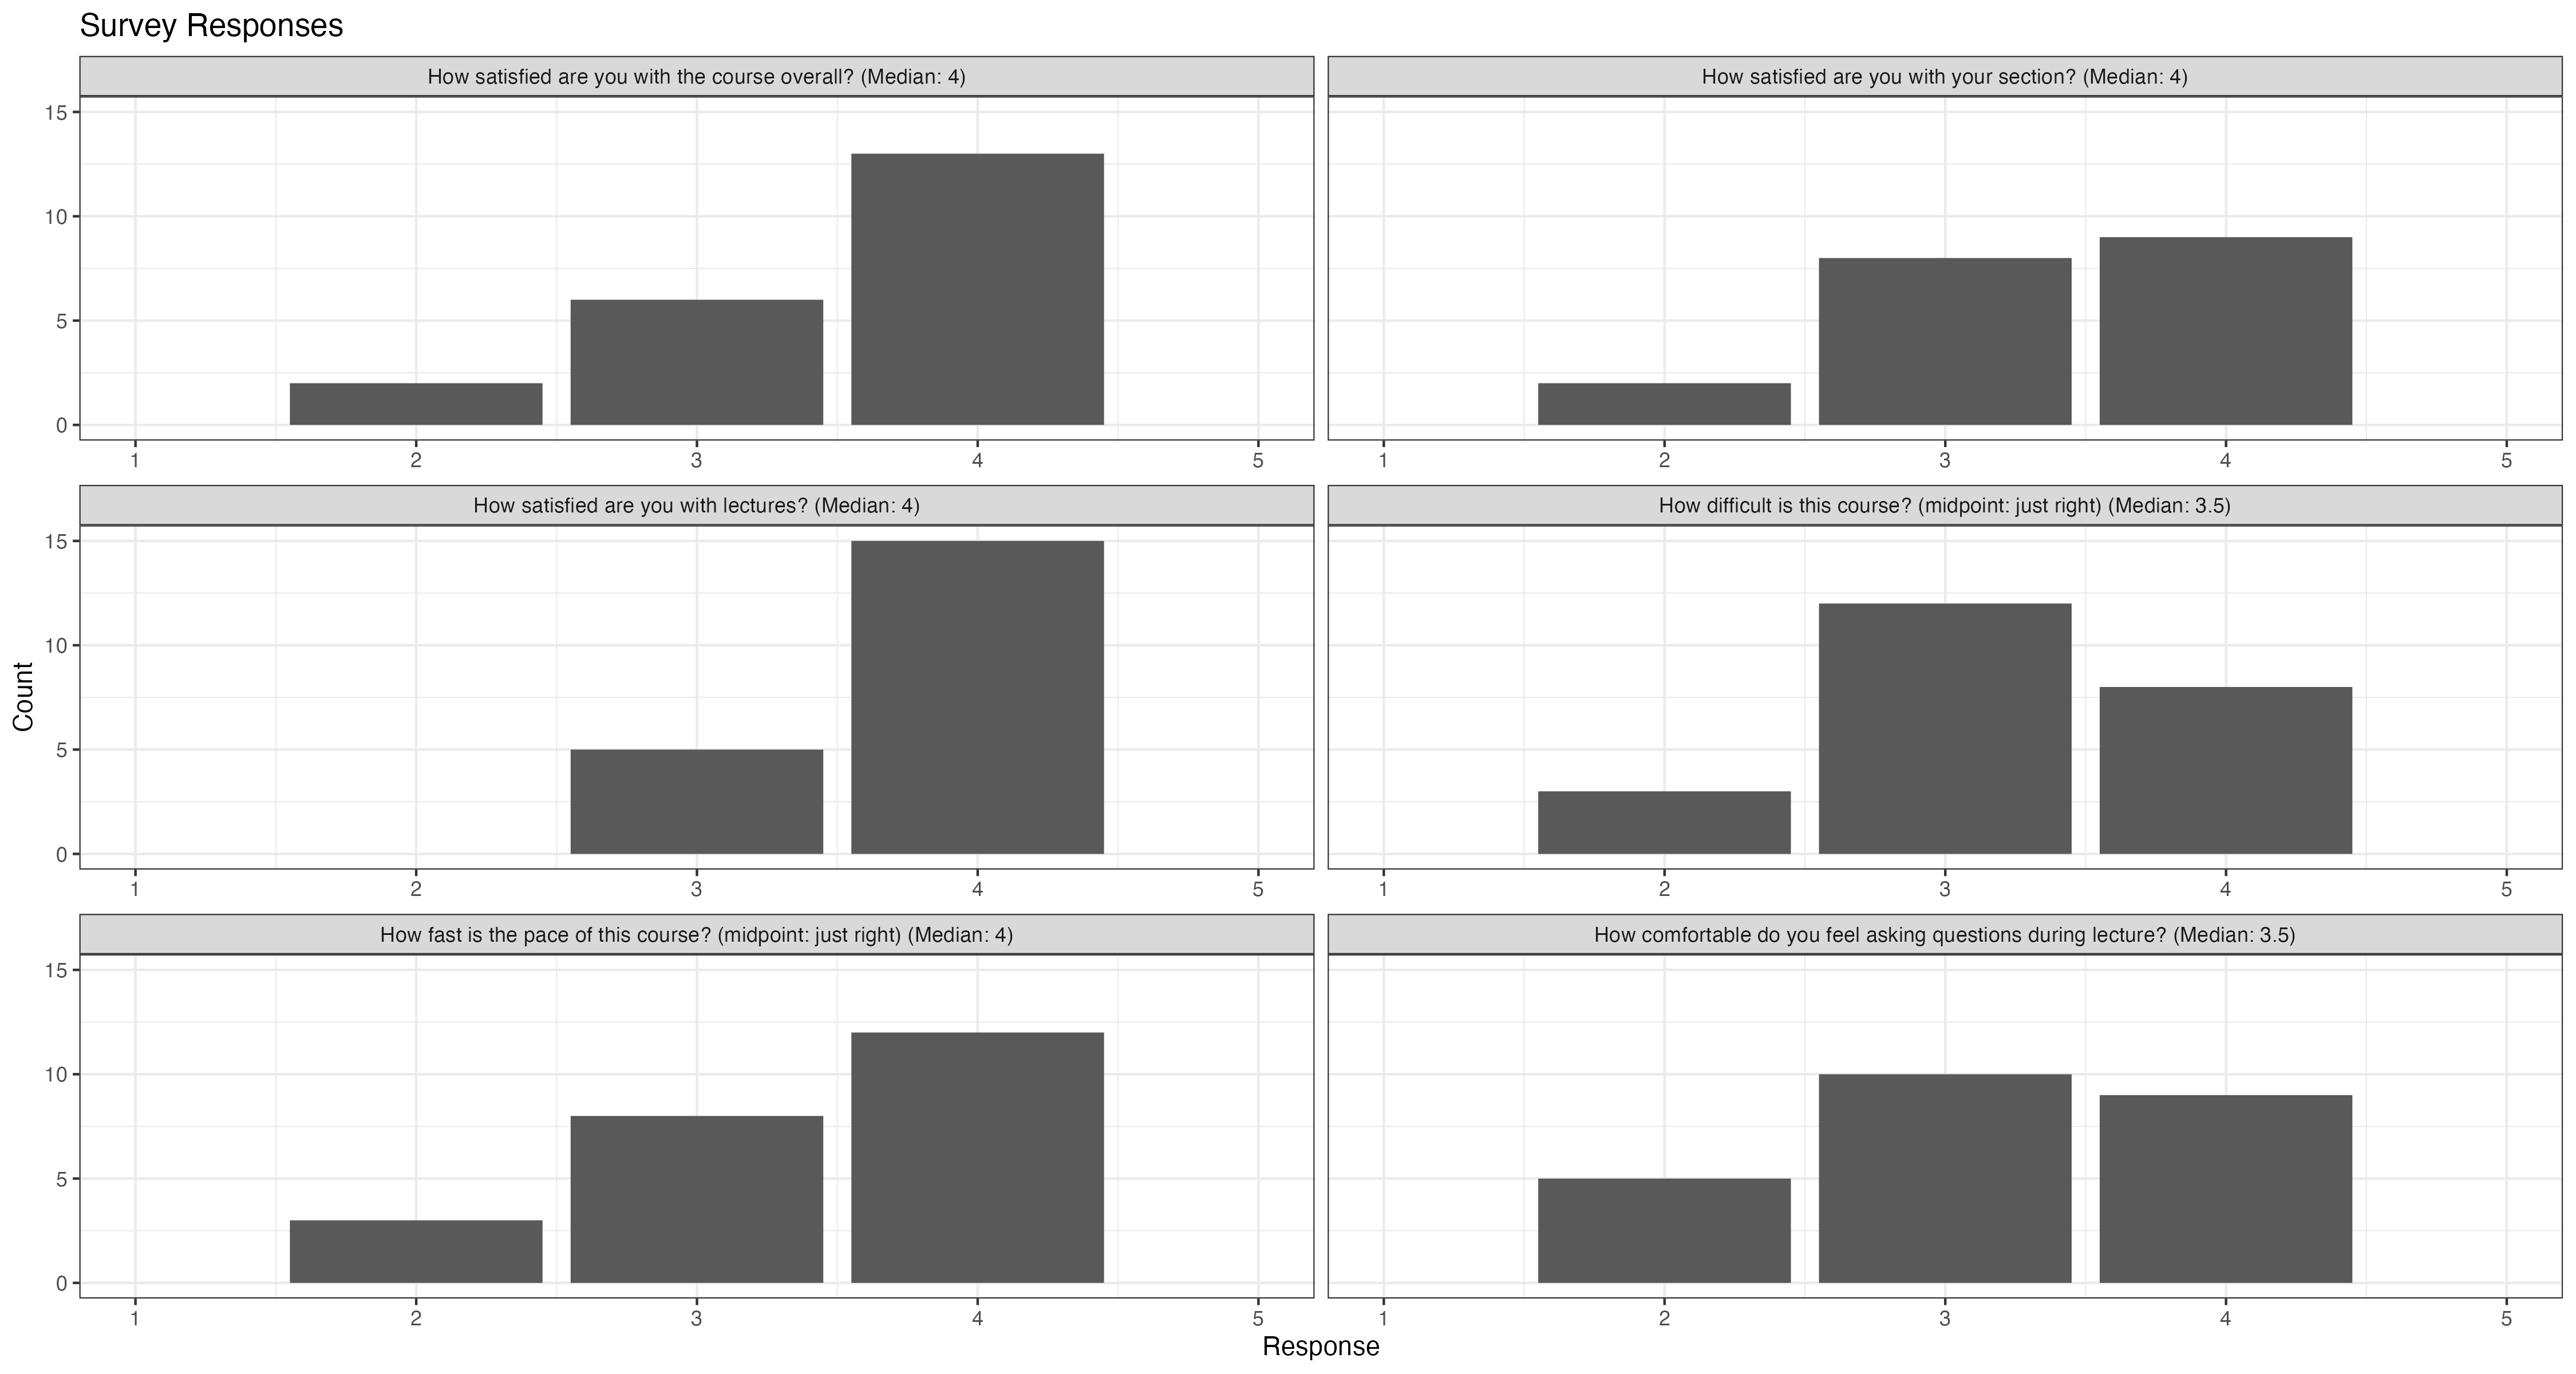 Survey Responses
How satisfied are you with the course overall? (Median: 4)
How satisfied are you with your section? (Median: 4)
15
10
5
0
1 2 3 4 5
1 2 3 4 5
How satisfied are you with lectures? (Median: 4)
How difficult is this course? (midpoint: just right) (Median: 3.5)
15
10
5
0
1 2 3 4 5
1 2 3 4 5
Count
How fast is the pace of this course? (midpoint: just right) (Median: 4)
How comfortable do you feel asking questions during lecture? (Median: 3.5)
15
10
5
0
1 2 3 4 5
1 2 3 4 5
Response